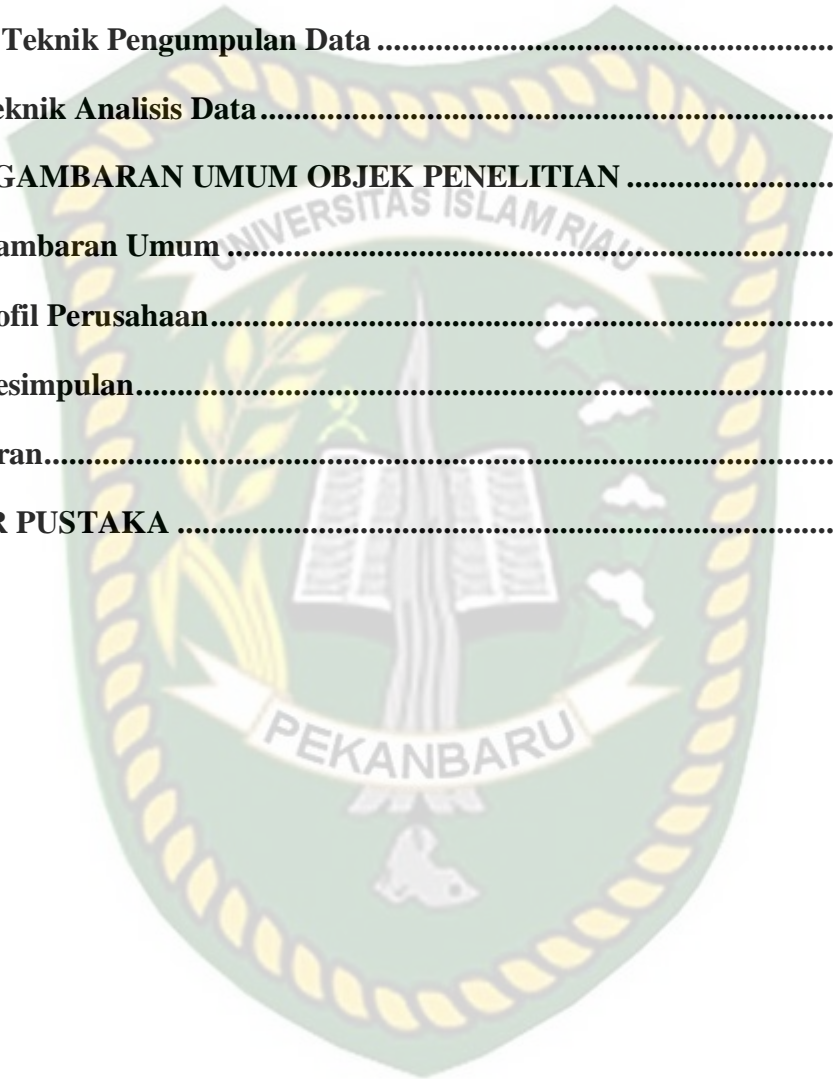 Teknik Pengumpulan Data ..........................................................
eknik Analisis Data.....................................................................
GAMBARAN UMUM OBJEK PENELITIAN .........................
UNIVERSITAS ISLAM RIAU
ambaran Umum .........................................................................
ofil Perusahaan...........................................................................
esimpulan....................................................................................
ran................................................................................................
R PUSTAKA ..............................................................................
PEKANBARU